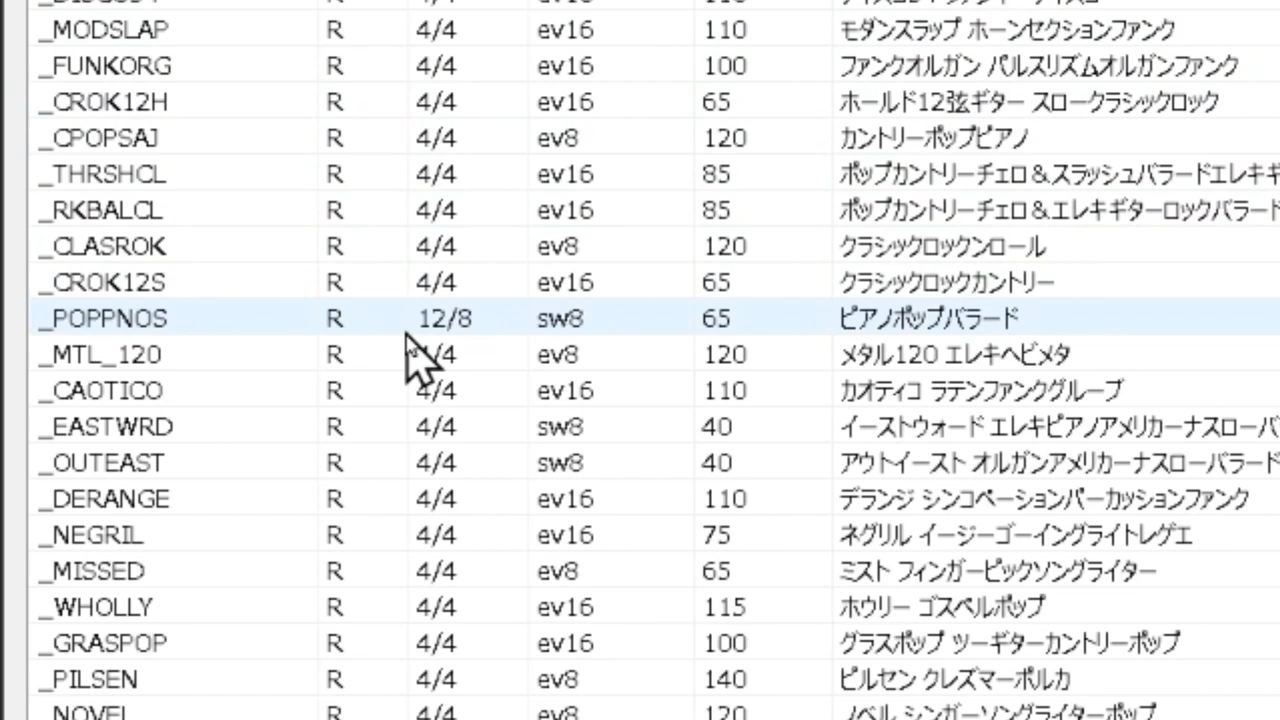 _MODSLAP R 4/4 ev16 110 モダンスラップ ホーンセクションファンク
_FUNKORG R 4/4 ev16 100 ファンクオルガン パルスリズムオルガンファンク
_CROK12H R 4/4 ev16 65 ホールド12弦ギター スロークラシックロック
_CPOPSAJ R 4/4 ev8 120 カントリーポップピアノ
_THRSHCL R 4/4 ev16 85 ポップカントリーチェロ&スラッシュバラードエレキギ
_RKBALCL R 4/4 ev16 85 ポップカントリーチェロ&エレキギターロックバラード
_CLASROK R 4/4 ev8 120 クラシックロックンロール
_CROK12S R 4/4 ev16 65 クラシックロックカントリー
_POPPNOS R 12/8 sw8 65 ピアノポップバラード
_MTL_120 R /4 ev8 120 メタル120 エレキヘビメタ
_CAOTICO R 4/4 ev16 110 カオティコ ラテンファンクグルーブ
_EASTWRD R 4/4 sw8 40 イーストウォード エレキピアノアメリカーナスローバ
_OUTEAST R 4/4 sw8 40 アウトイースト オルガンアメリカーナスローバラード
_DERANGE R 4/4 ev16 110 デランジ シンコペーションパーカッションファンク
_NEGRIL R 4/4 ev16 75 ネグリル イージーゴーイングライトレゲエ
_MISSED R 4/4 ev8 65 ミスト フィンガーピックソングライター
_WHOLLY R 4/4 ev16 115 ホウリー ゴスペルポップ
_GRASPOP R 4/4 ev16 100 グラスポップ ツーギターカントリーポップ
_PILSEN R 4/4 ev8 140 ピルセン クレズマーポルカ
_NOVEL R 4/4 ev8 120 ノベル シンガーソングライターポップ